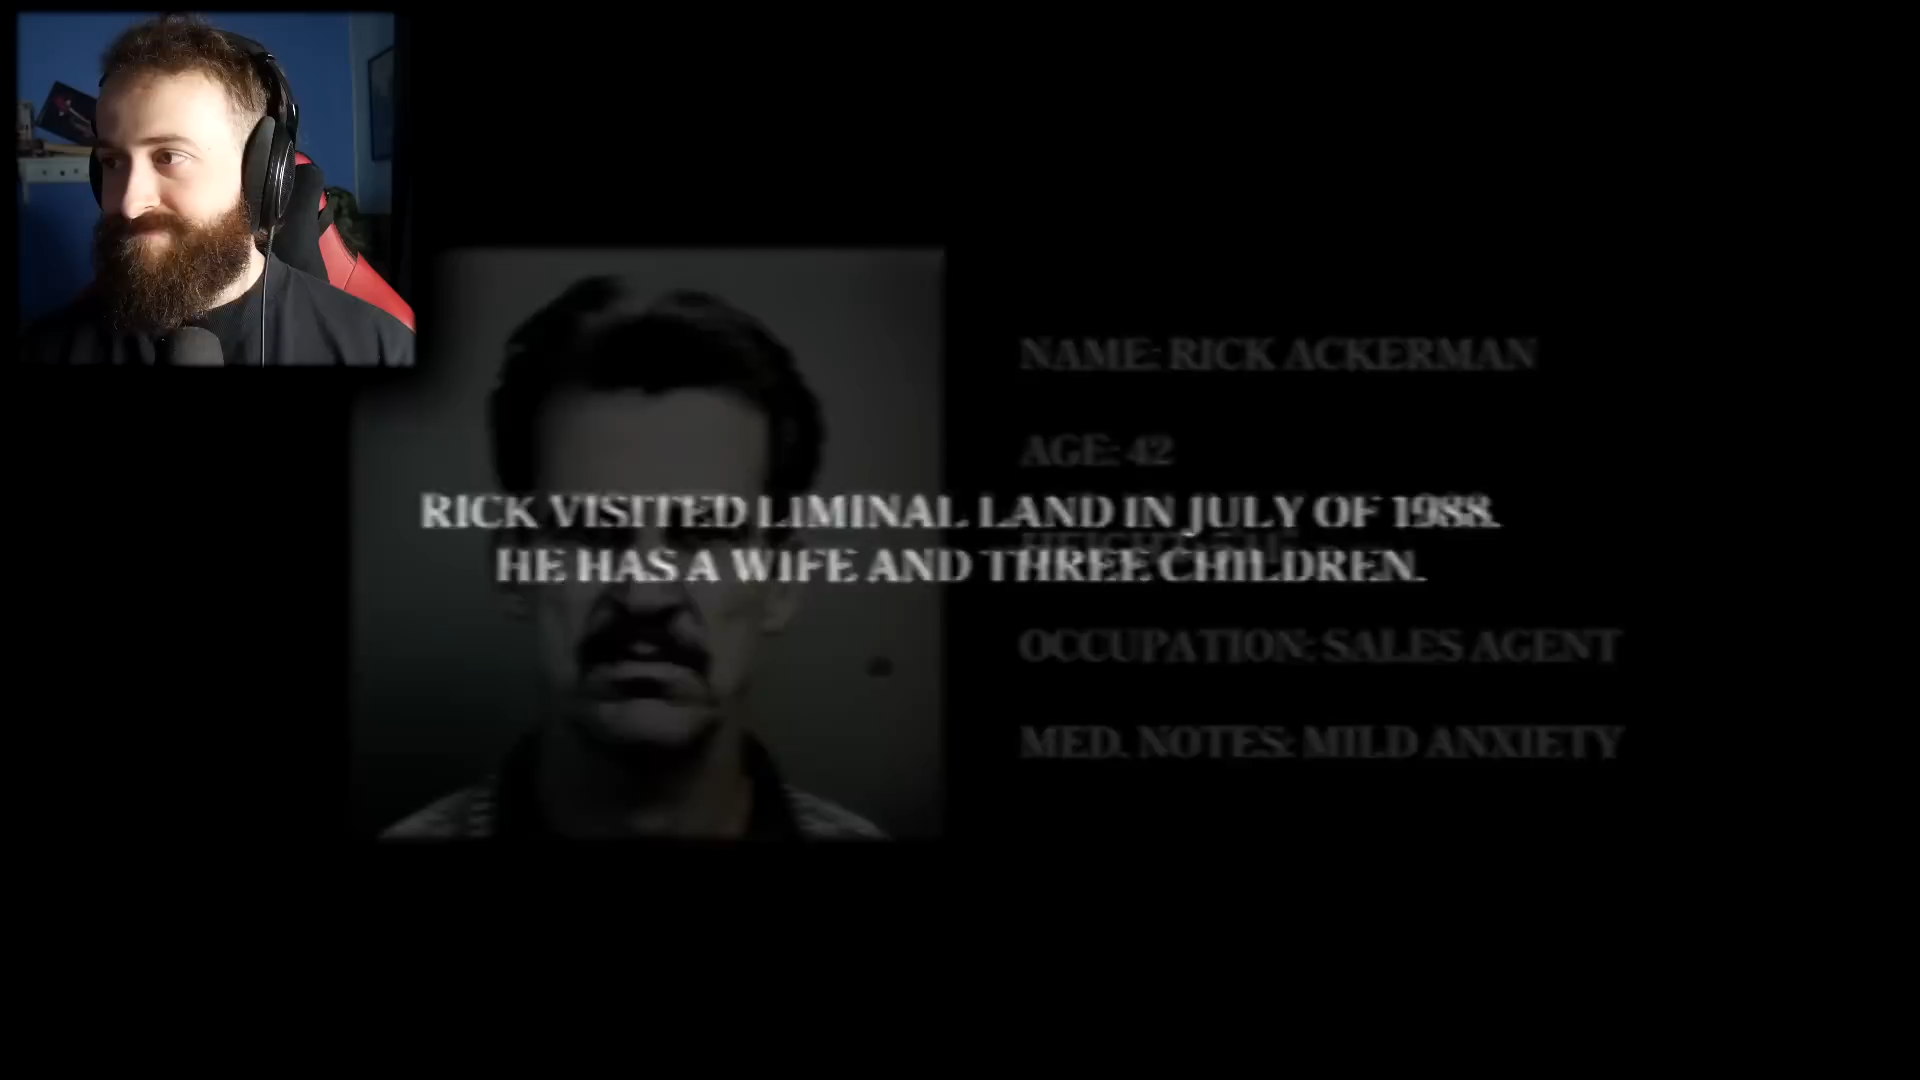 NAME: RICK ACKERMAN
AGE: 42
RICK VISITED LIMINAL LAND IN JULY OF 1988.
HE HAS A WIFE AND THREE CHILDREN.
OCCUPATION: SALES AGENT
MED. NOTES: MILD ANXIETY